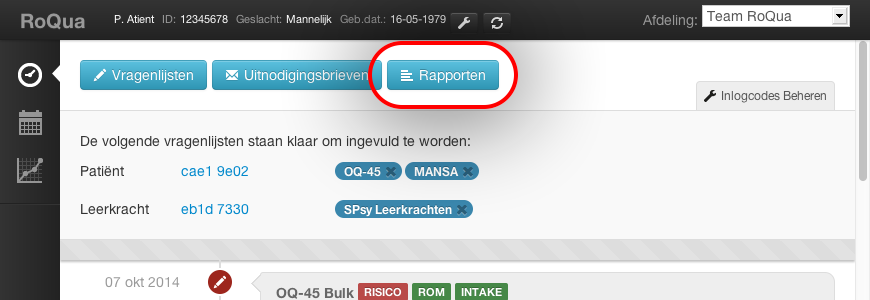 RoQua P. Atient ID: 12345678 Geslacht: Mannelijk Geb.dat.: 16-05-1979 Afdeling: Team RoQua
Vragenlijsten Uitnodigingsbrieven Rapporten
Inlogcodes Beheren
De volgende vragenlijsten staan klaar om ingevuld te worden:
Patiënt cae1 9e02 OQ-45 MANSA
Leerkracht eb1d 7330 SPsy Leerkrachten
07 okt 2014
OQ-45 Bulk RISICO ROM INTAKE